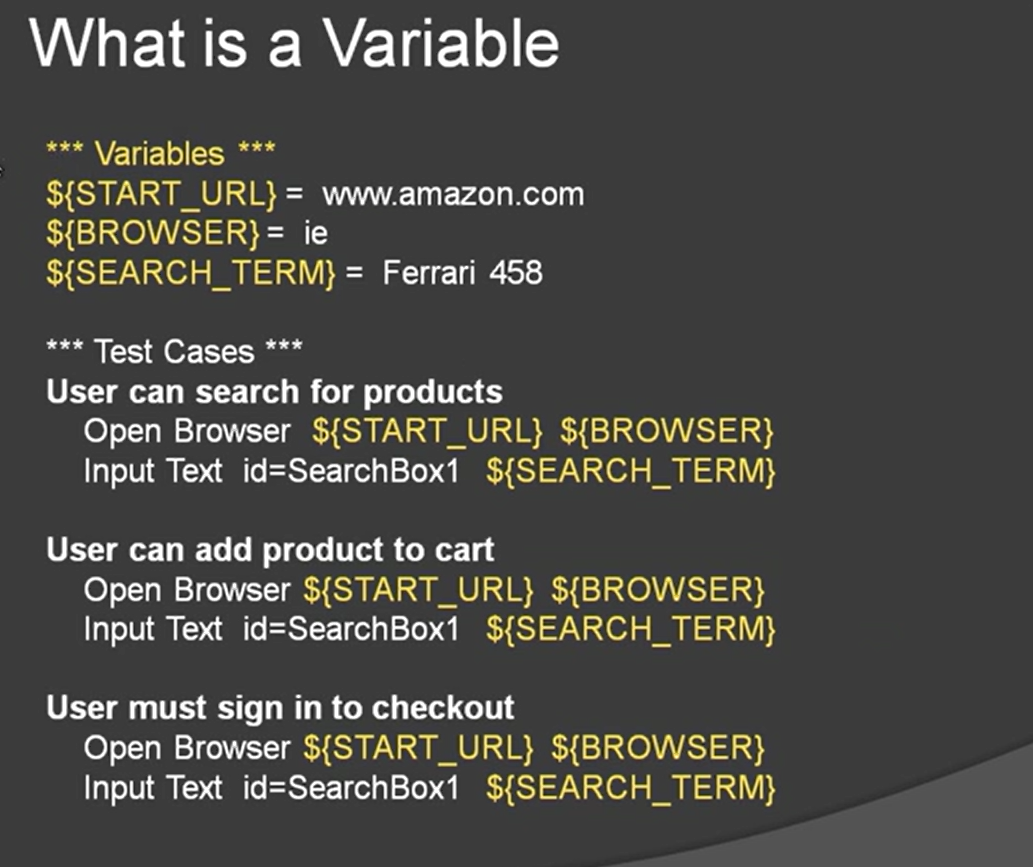 What is a Variable
*** Variables ***
${START_URL} = www.amazon.com
${BROWSER} = ie
${SEARCH_TERM} = Ferrari 458
*** Test Cases ***
User can search for products
Open Browser ${START_URL} ${BROWSER}
Input Text id=SearchBox1 ${SEARCH_TERM}
User can add product to cart
Open Browser ${START_URL} ${BROWSER}
Input Text id=SearchBox1 ${SEARCH_TERM}
User must sign in to checkout
Open Browser ${START_URL} ${BROWSER}
Input Text id=SearchBox1 ${SEARCH_TERM}